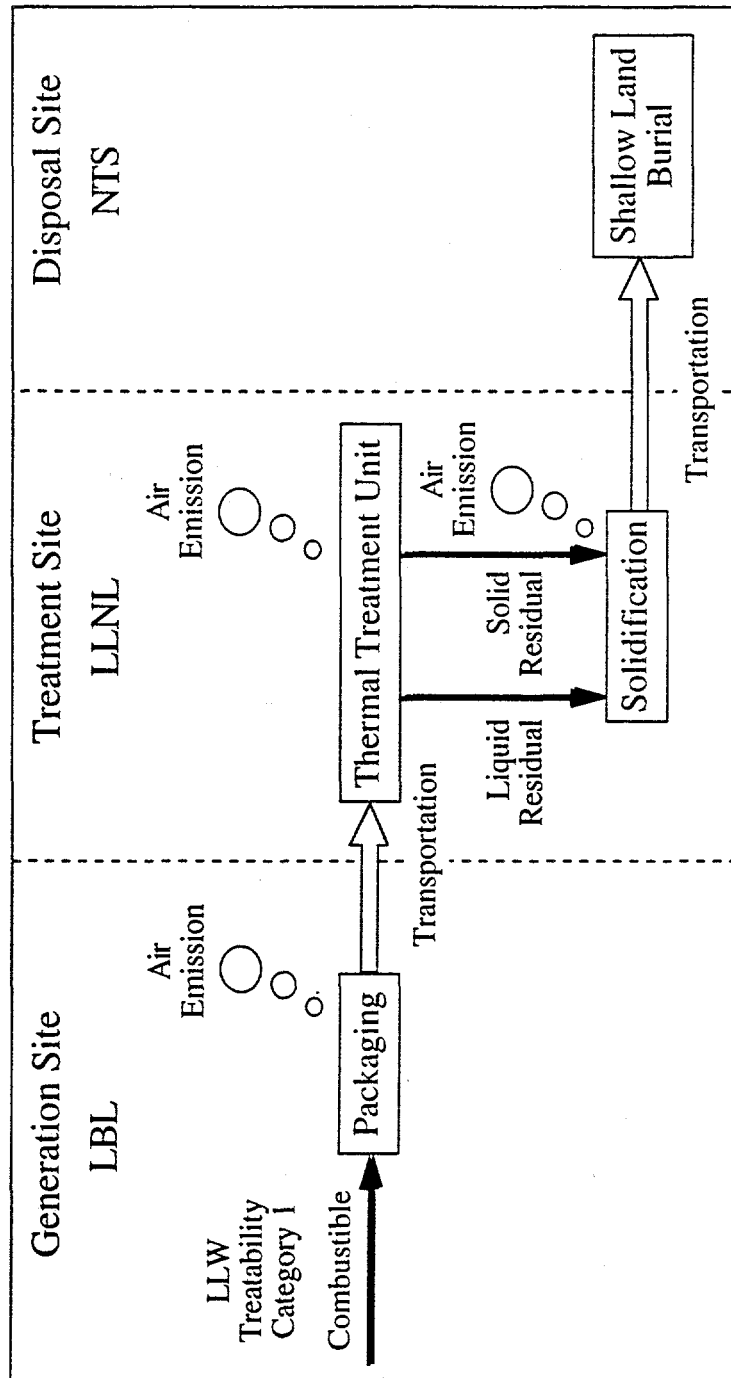 Generation Site
LBL
LLW
Treatability
Category 1
Combustible
Packaging
Air
Emission
Transportation
Treatment Site
LLNL
Air
Emission
Thermal Treatment Unit
Liquid
Residual
Solid
Residual
Air
Emission
Solidification
Transportation
Disposal Site
NTS
Shallow Land
Burial